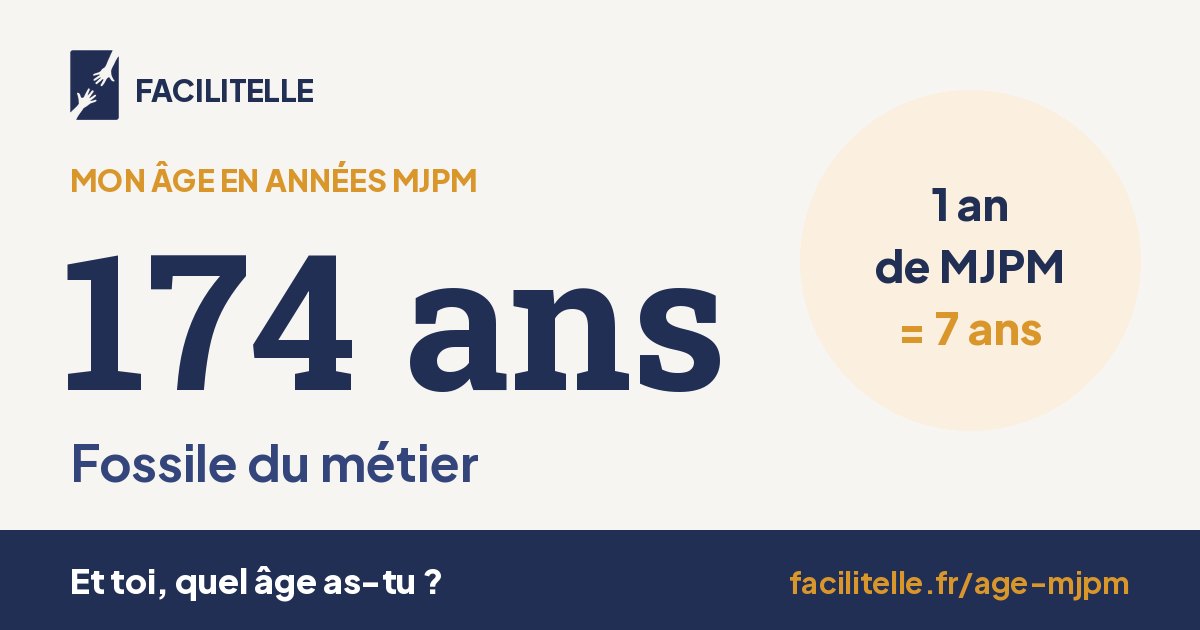 FACILITELLE
MON ÂGE EN ANNÉES MJPM
174 ans
Fossile du métier
1 an
de MJPM
= 7 ans
Et toi, quel âge as-tu ?
facilitelle.fr/age-mjpm